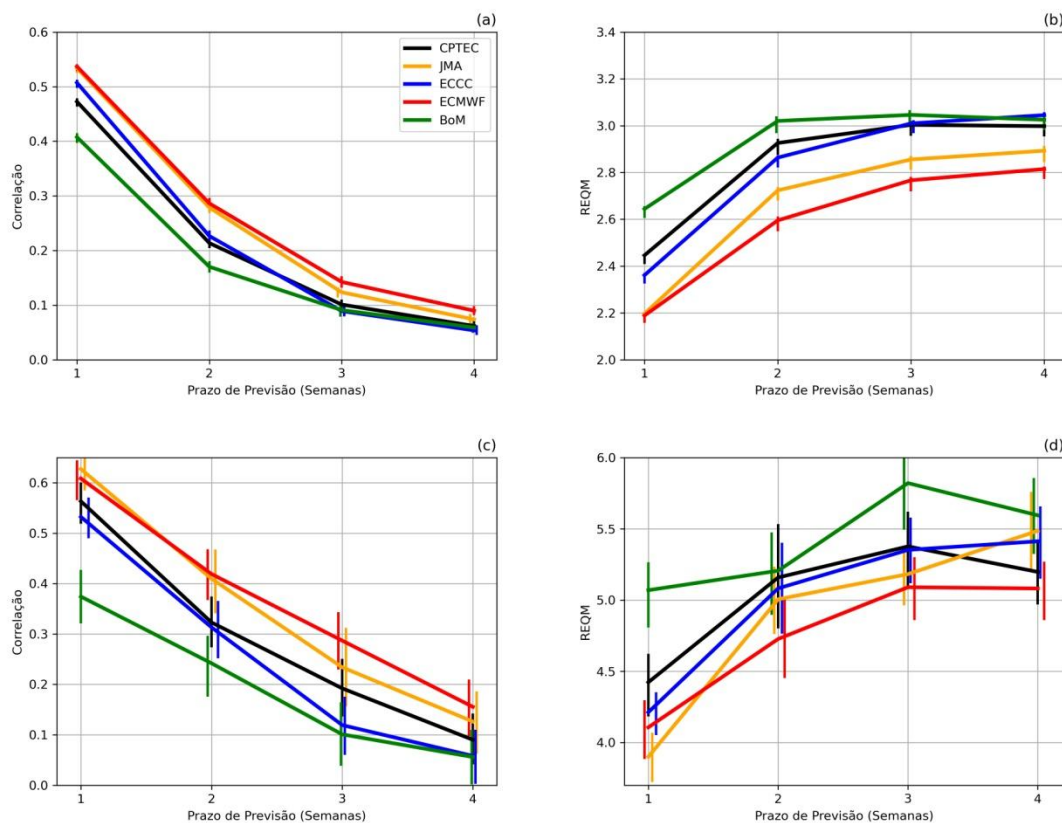 (a)
0.6
0.5
0.4
0.3
0.2
0.1
0.0
Correlação
1 2 3 4
Prazo de Previsão (Semanas)
CPTEC
JMA
ECCC
ECMWF
BoM
(b)
3.4
3.2
3.0
2.8
2.6
2.4
2.2
2.0
REQM
1 2 3 4
Prazo de Previsão (Semanas)
(c)
0.6
0.5
0.4
0.3
0.2
0.1
0.0
Correlação
1 2 3 4
Prazo de Previsão (Semanas)
(d)
6.0
5.5
5.0
4.5
4.0
REQM
1 2 3 4
Prazo de Previsão (Semanas)